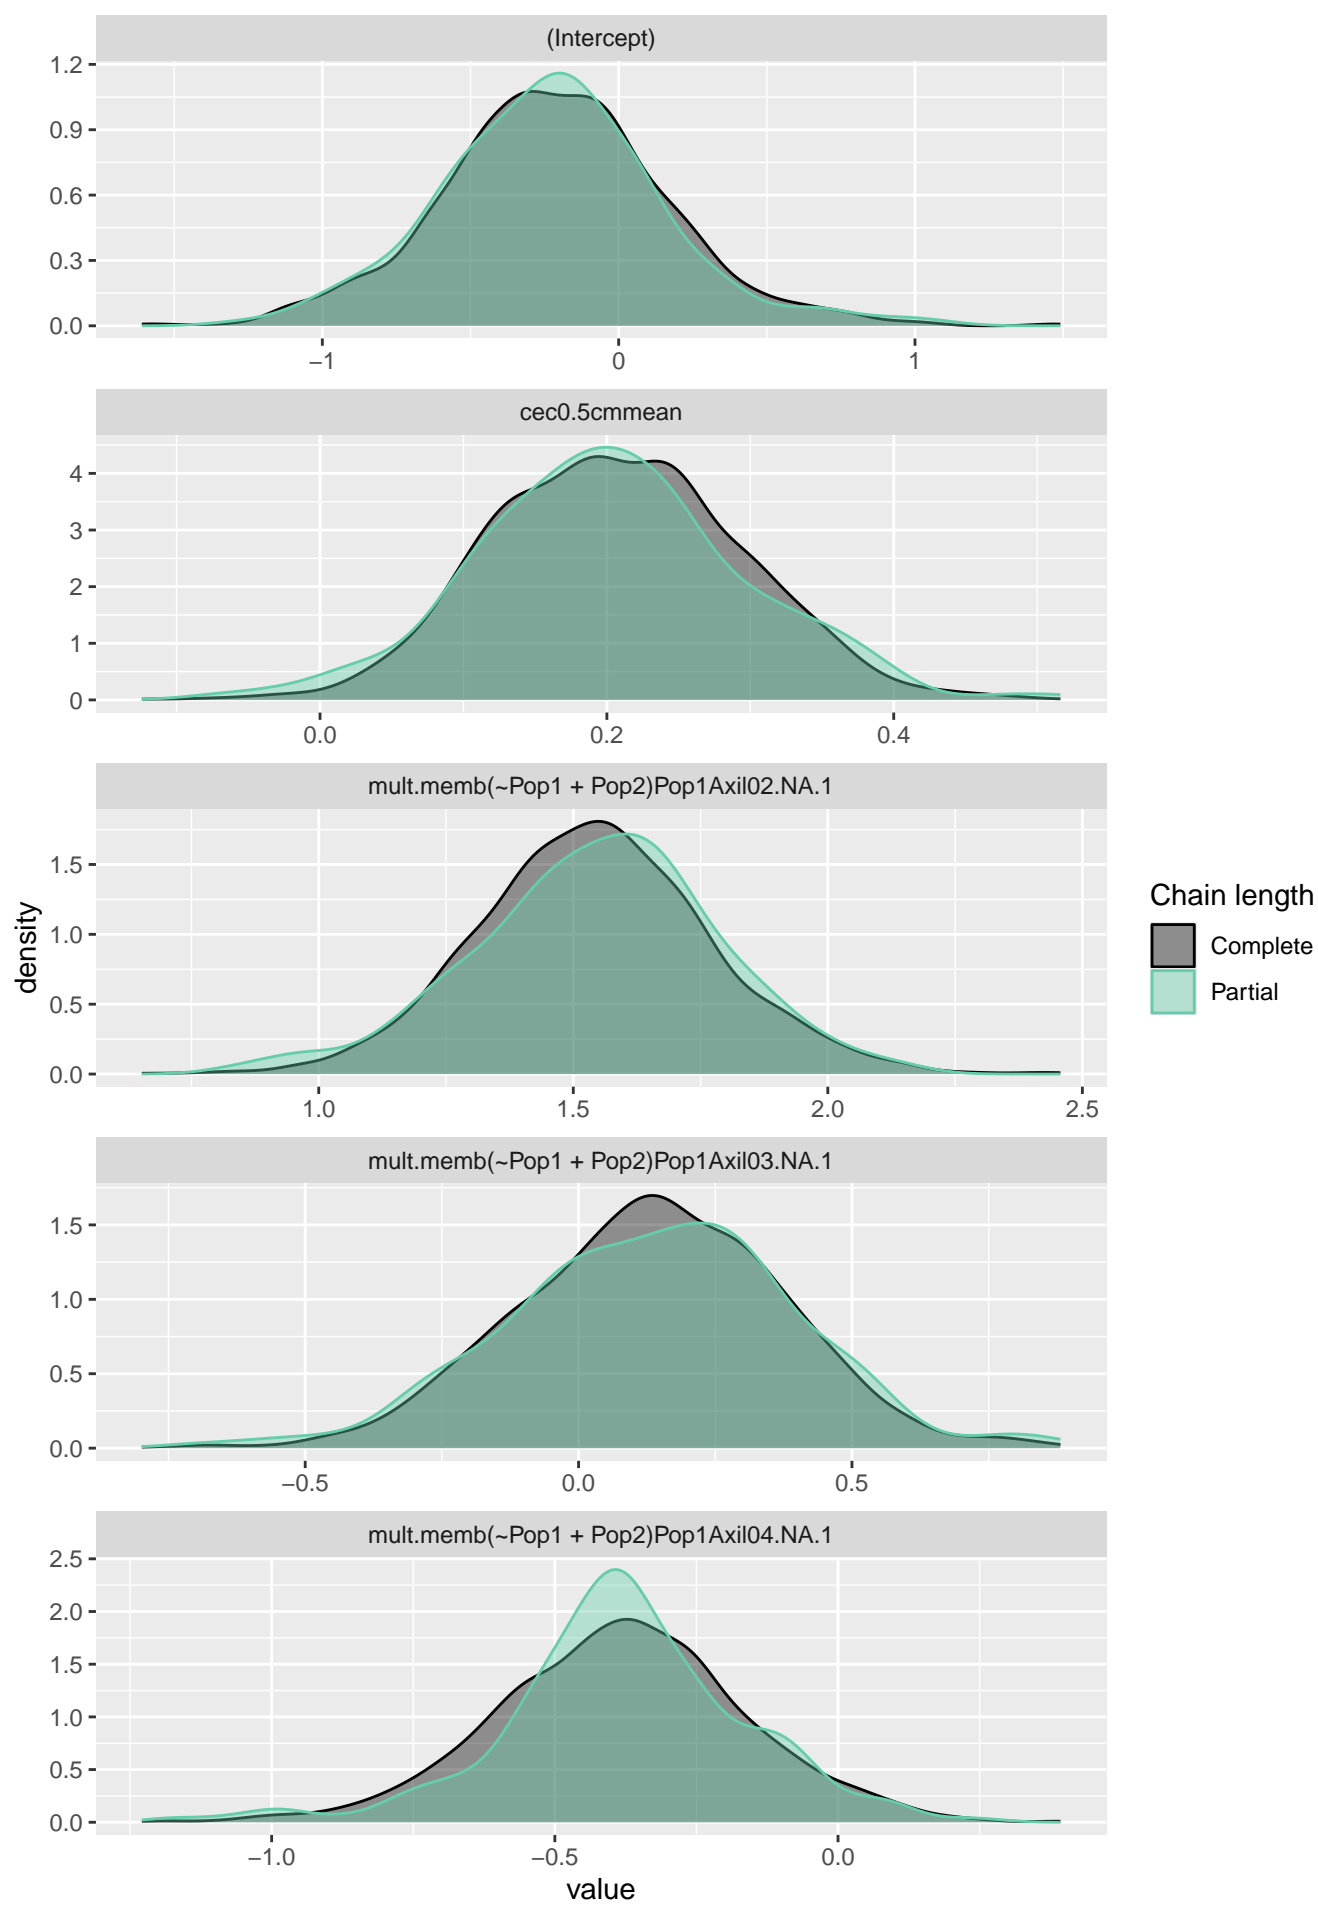 (Intercept)
1.2
0.9
0.6
0.3
0.0
−1 0 1
cec0.5cmmean
4
3
2
1
0
0.0 0.2 0.4
mult.memb(~Pop1 + Pop2)Pop1Axil02.NA.1
1.5
1.0
0.5
0.0
1.0 1.5 2.0 2.5
mult.memb(~Pop1 + Pop2)Pop1Axil03.NA.1
1.5
1.0
0.5
0.0
−0.5 0.0 0.5
mult.memb(~Pop1 + Pop2)Pop1Axil04.NA.1
2.5
2.0
1.5
1.0
0.5
0.0
−1.0 −0.5 0.0
value
density
Chain length
Complete
Partial